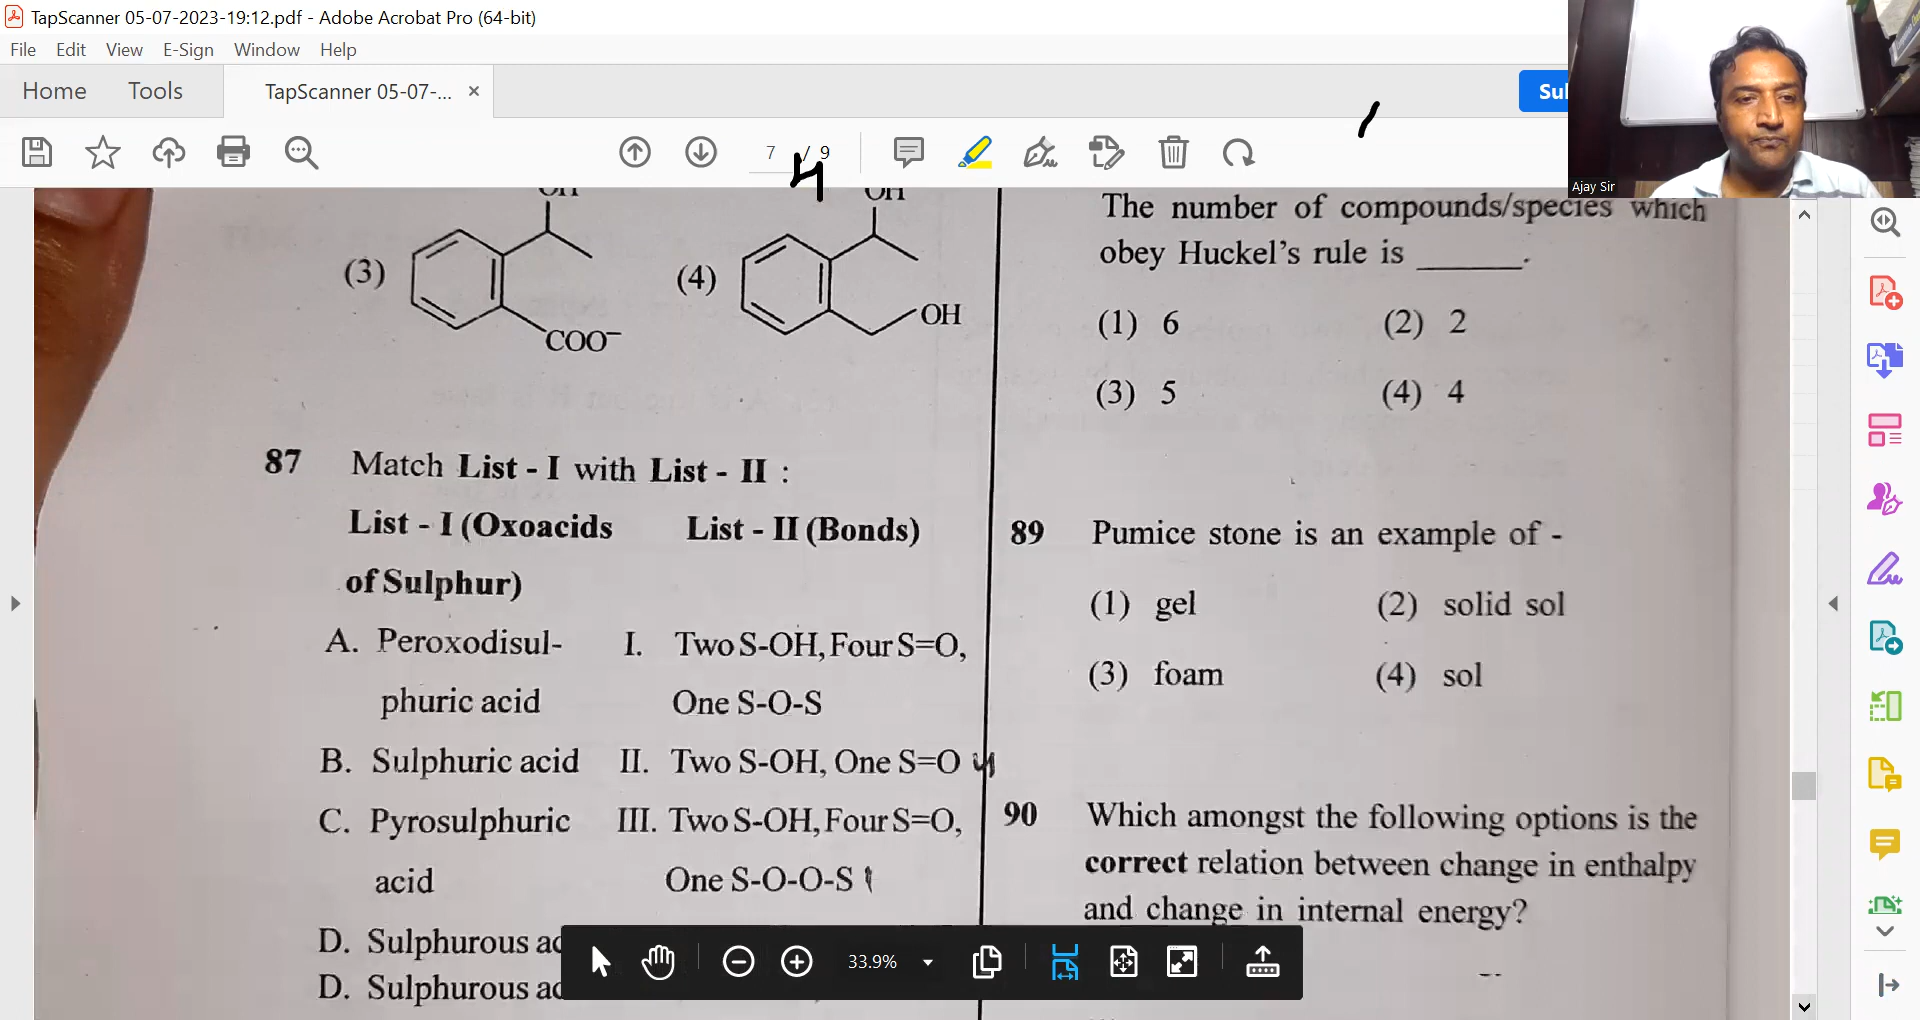 TapScanner 05-07-2023-19:12.pdf - Adobe Acrobat Pro (64-bit)
File Edit View E-Sign Window Help
Home Tools TapScanner 05-07-... ×
7 / 9
4
Ajay Sir
OH
(3)
COO⁻
OH
(4)
OH
87 Match List - I with List - II :
List - I (Oxoacids List - II (Bonds)
of Sulphur)
A. Peroxodisul- I. Two S-OH, Four S=O,
phuric acid One S-O-S
B. Sulphuric acid II. Two S-OH, One S=O
C. Pyrosulphuric III. Two S-OH, Four S=O,
acid One S-O-O-S
D. Sulphurous
D. Sulphurous
The number of compounds/species which
obey Huckel's rule is ______.
(1) 6 (2) 2
(3) 5 (4) 4
89 Pumice stone is an example of -
(1) gel (2) solid sol
(3) foam (4) sol
90 Which amongst the following options is the
correct relation between change in enthalpy
and change in internal energy?
33.9%